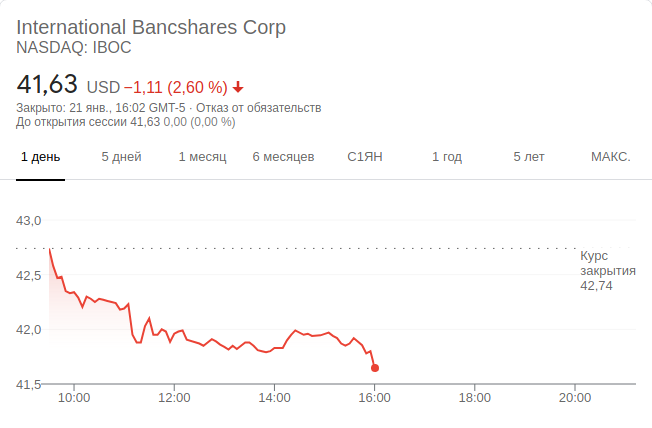 International Bancshares Corp
NASDAQ: IBOC
41,63 USD −1,11 (2,60 %)
Закрыто: 21 янв., 16:02 GMT-5 · Отказ от обязательств
До открытия сессии 41,63 0,00 (0,00 %)
1 день 5 дней 1 месяц 6 месяцев С1ЯН 1 год 5 лет МАКС.
43,0
Курс
закрытия
42,74
42,5
42,0
41,5
10:00 12:00 14:00 16:00 18:00 20:00